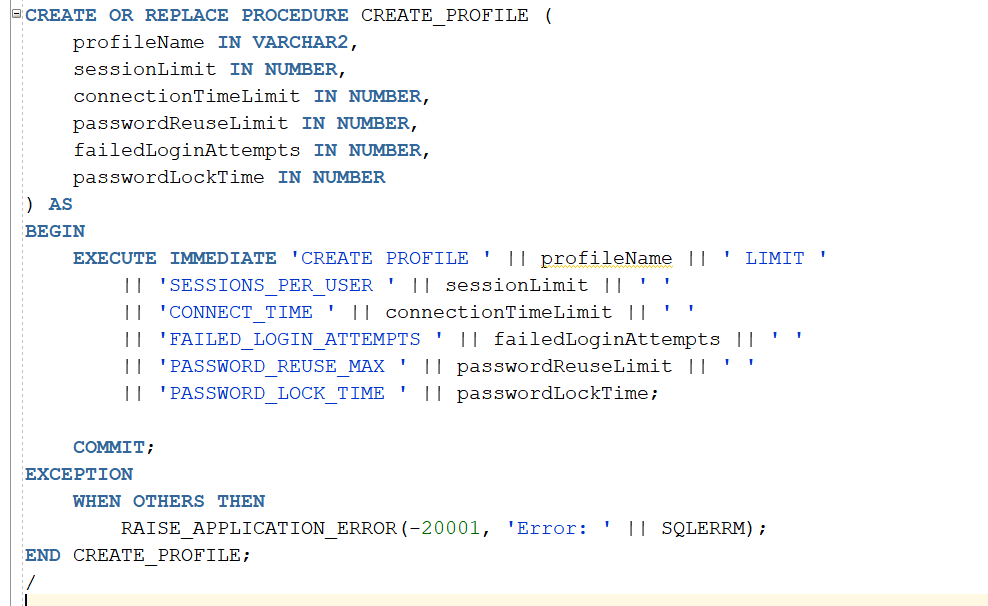 CREATE OR REPLACE PROCEDURE CREATE_PROFILE (
    profileName IN VARCHAR2,
    sessionLimit IN NUMBER,
    connectionTimeLimit IN NUMBER,
    passwordReuseLimit IN NUMBER,
    failedLoginAttempts IN NUMBER,
    passwordLockTime IN NUMBER
) AS
BEGIN
    EXECUTE IMMEDIATE 'CREATE PROFILE ' || profileName || ' LIMIT '
        || 'SESSIONS_PER_USER ' || sessionLimit || ' '
        || 'CONNECT_TIME ' || connectionTimeLimit || ' '
        || 'FAILED_LOGIN_ATTEMPTS ' || failedLoginAttempts || ' '
        || 'PASSWORD_REUSE_MAX ' || passwordReuseLimit || ' '
        || 'PASSWORD_LOCK_TIME ' || passwordLockTime;

    COMMIT;
EXCEPTION
    WHEN OTHERS THEN
        RAISE_APPLICATION_ERROR(-20001, 'Error: ' || SQLERRM);
END CREATE_PROFILE;
/